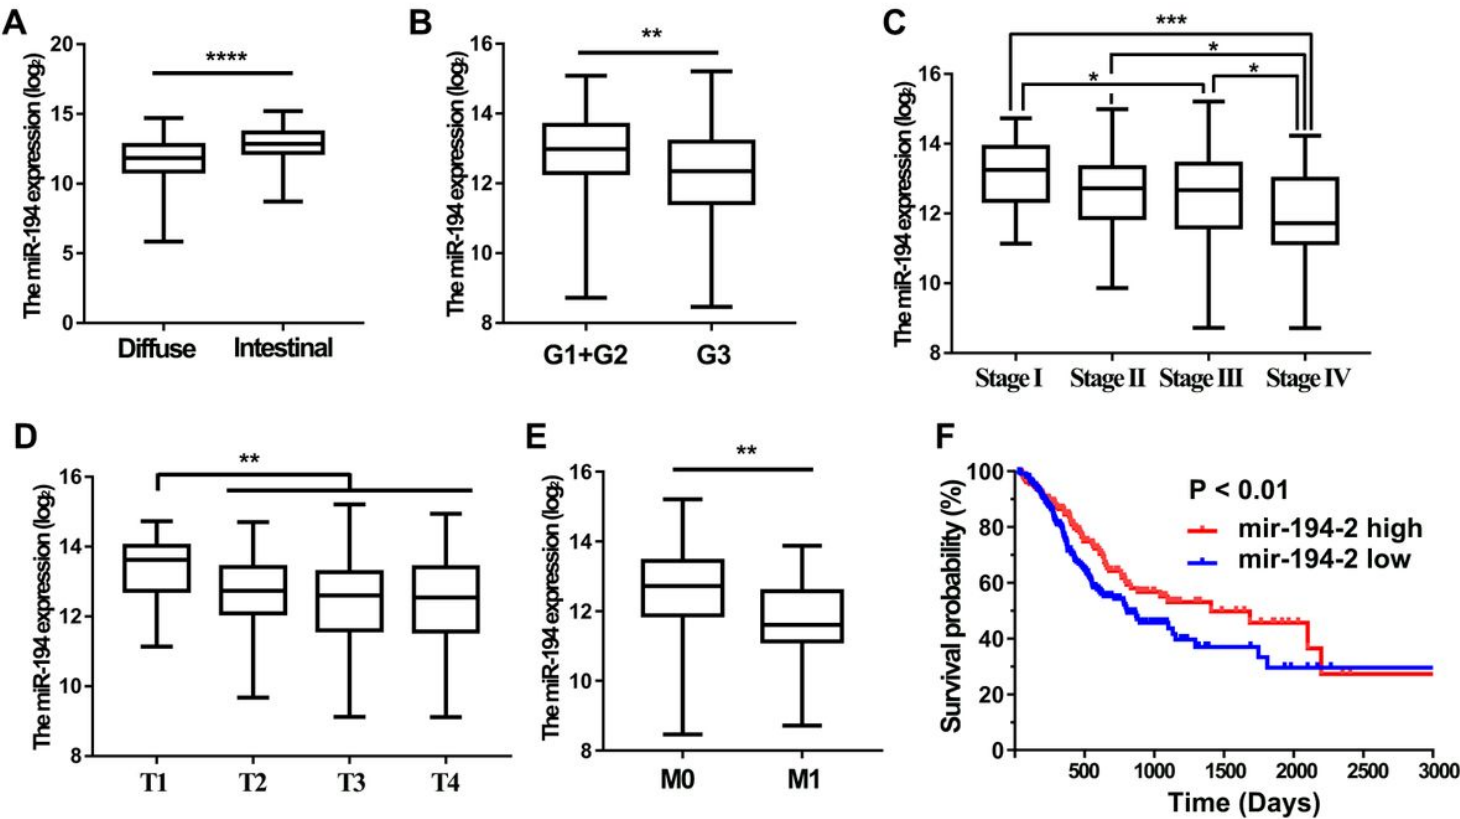 A
The miR-194 expression (log2)
20
15
10
5
0
****
Diffuse
Intestinal
B
The miR-194 expression (log2)
16
14
12
10
8
**
G1+G2
G3
C
The miR-194 expression (log2)
16
14
12
10
8
***
*
*
*
Stage I
Stage II
Stage III
Stage IV
D
The miR-194 expression (log2)
16
14
12
10
8
**
T1
T2
T3
T4
E
The miR-194 expression (log2)
16
14
12
10
8
**
M0
M1
F
Survival probability (%)
100
80
60
40
20
0
P < 0.01
mir-194-2 high
mir-194-2 low
500
1000
1500
2000
2500
3000
Time (Days)